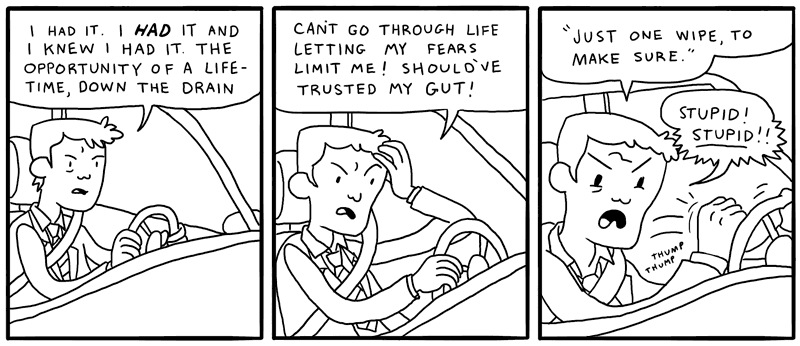 I HAD IT. I HAD IT AND
I KNEW I HAD IT. THE
OPPORTUNITY OF A LIFE-
TIME, DOWN THE DRAIN
CAN'T GO THROUGH LIFE
LETTING MY FEARS
LIMIT ME! SHOULD'VE
TRUSTED MY GUT!
"JUST ONE WIPE, TO
MAKE SURE."
STUPID!
STUPID!!
THUMP
THUMP